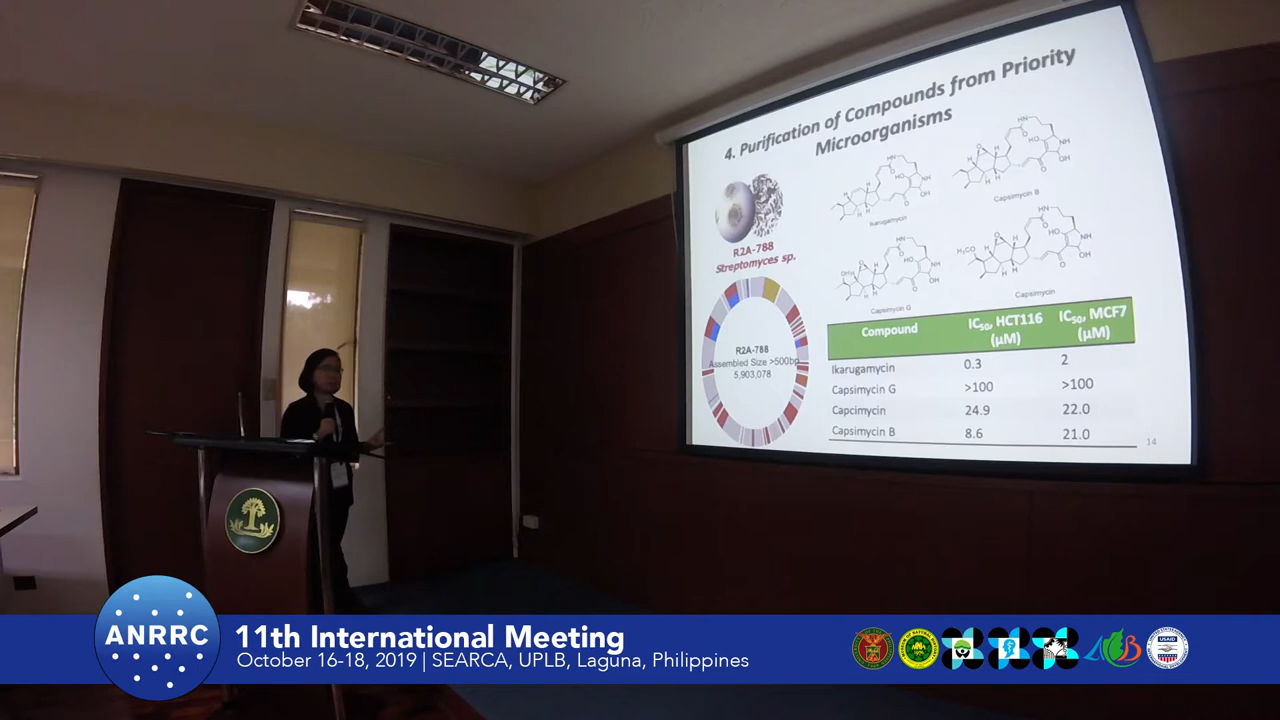 4. Purification of Compounds from Priority
Microorganisms
R2A-788
Streptomyces sp.
R2A-788
Assembled Size >500bp
5,903,078
Ikarugamycin
Capsimycin B
Capsimycin G
Capsimycin
Compound IC50, HCT116 (µM) IC50, MCF7 (µM)
Ikarugamycin 0.3 2
Capsimycin G >100 >100
Capcimycin 24.9 22.0
Capsimycin B 8.6 21.0
14
ANRRC
11th International Meeting
October 16-18, 2019 | SEARCA, UPLB, Laguna, Philippines
USAID